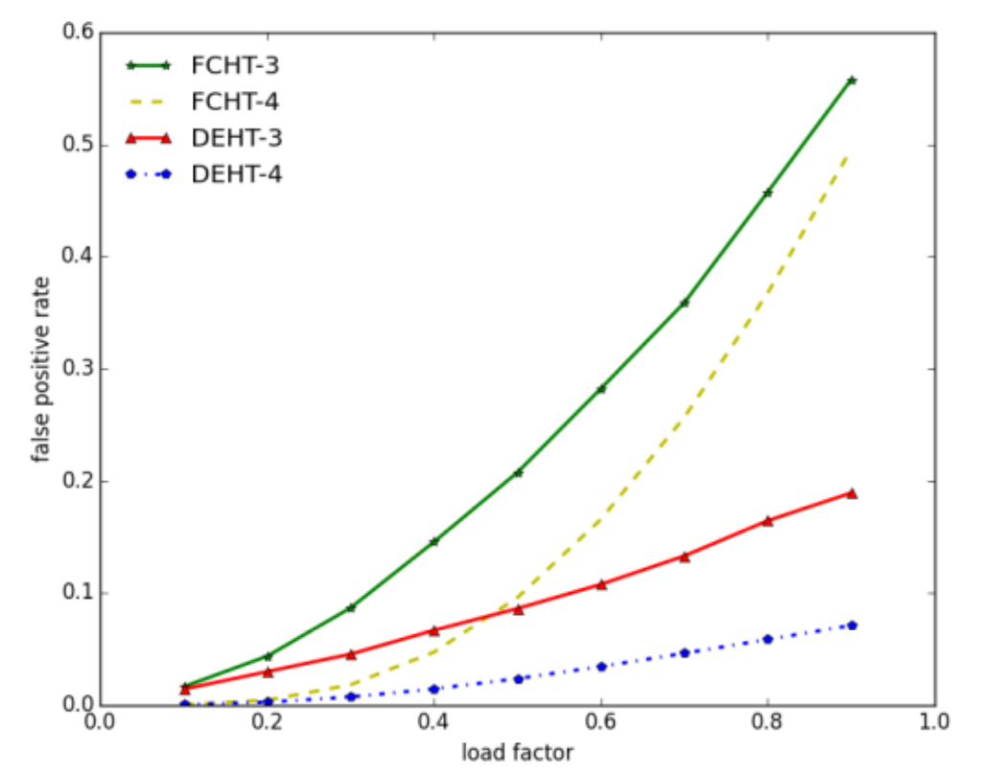 0.6
FCHT-3
FCHT-4
0.5
DEHT-3
DEHT-4
0.4
false positive rate
0.3
0.2
0.1
0.0
0.0 0.2 0.4 0.6 0.8 1.0
load factor